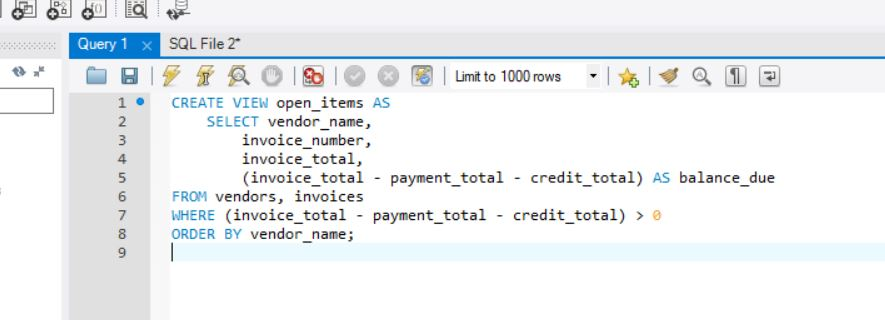 Query 1
SQL File 2*
Limit to 1000 rows
1 CREATE VIEW open_items AS
2 SELECT vendor_name,
3 invoice_number,
4 invoice_total,
5 (invoice_total - payment_total - credit_total) AS balance_due
6 FROM vendors, invoices
7 WHERE (invoice_total - payment_total - credit_total) > 0
8 ORDER BY vendor_name;
9